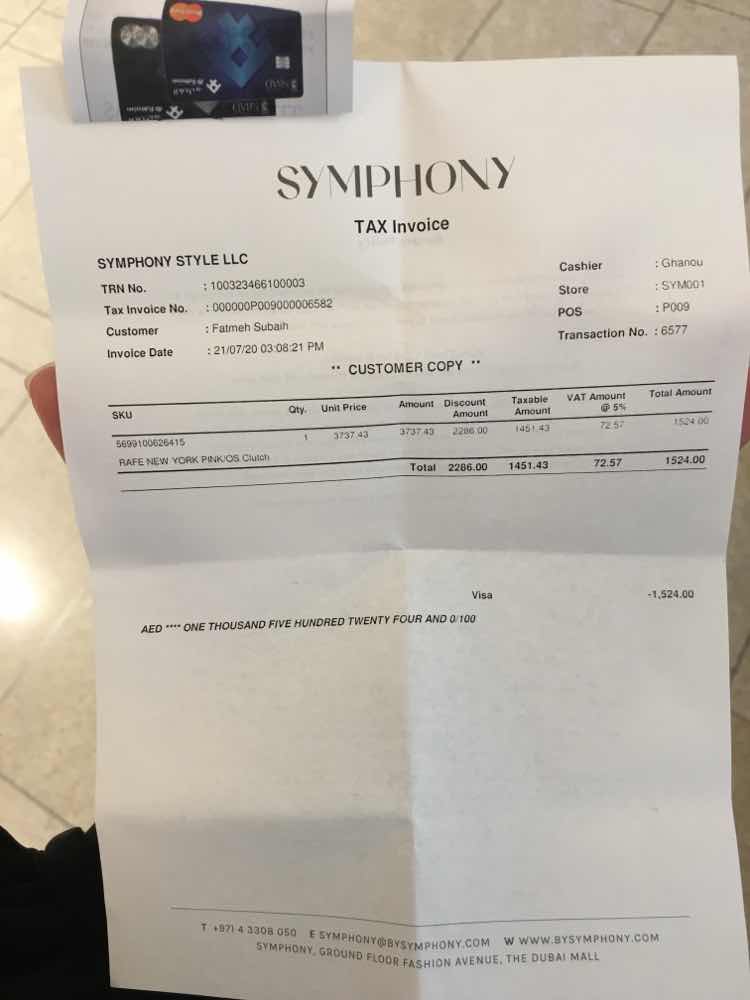 SYMPHONY
TAX Invoice
SYMPHONY STYLE LLC
TRN No. : 100323466100003
Tax Invoice No. : 000000P009000006582
Customer : Fatmeh Subaih
Invoice Date : 21/07/20 03:08:21 PM
Cashier : Ghanou
Store : SYM001
POS : P009
Transaction No. : 6577
** CUSTOMER COPY **
SKU Qty. Unit Price Amount Discount Amount Taxable Amount VAT Amount @ 5% Total Amount
5699100626415 1 3737.43 3737.43 2286.00 1451.43 72.57 1524.00
RAFE NEW YORK PINK/OS Clutch
Total 2286.00 1451.43 72.57 1524.00
Visa -1,524.00
AED **** ONE THOUSAND FIVE HUNDRED TWENTY FOUR AND 0/100
T +971 4 3308 050 E SYMPHONY@BYSYMPHONY.COM W WWW.BYSYMPHONY.COM
SYMPHONY, GROUND FLOOR FASHION AVENUE, THE DUBAI MALL